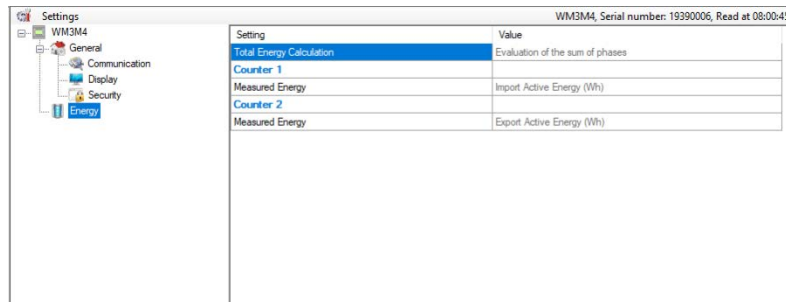 Settings
WM3M4, Serial number: 19390006, Read at 08:00:45
WM3M4
General
Communication
Display
Security
Energy
Setting Value
Total Energy Calculation Evaluation of the sum of phases
Counter 1
Measured Energy Import Active Energy (Wh)
Counter 2
Measured Energy Export Active Energy (Wh)